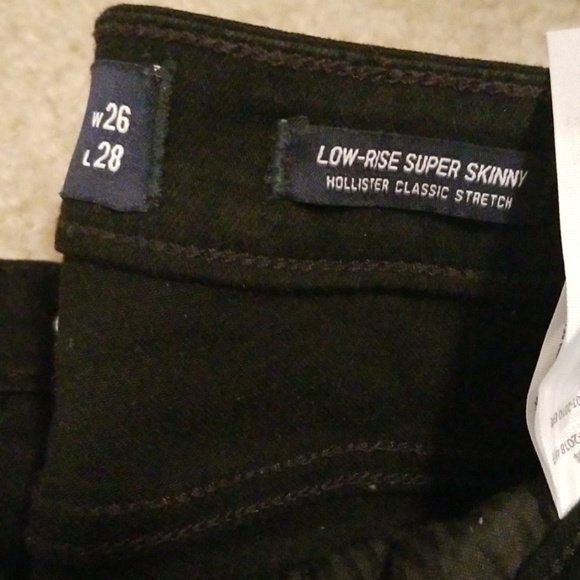 W26
L28
LOW-RISE SUPER SKINNY
HOLLISTER CLASSIC STRETCH